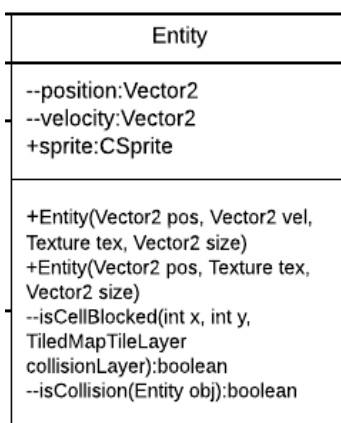 Entity
--position:Vector2
--velocity:Vector2
+sprite:CSprite
+Entity(Vector2 pos, Vector2 vel,
Texture tex, Vector2 size)
+Entity(Vector2 pos, Texture tex,
Vector2 size)
--isCellBlocked(int x, int y,
TiledMapTileLayer
collisionLayer):boolean
--isCollision(Entity obj):boolean